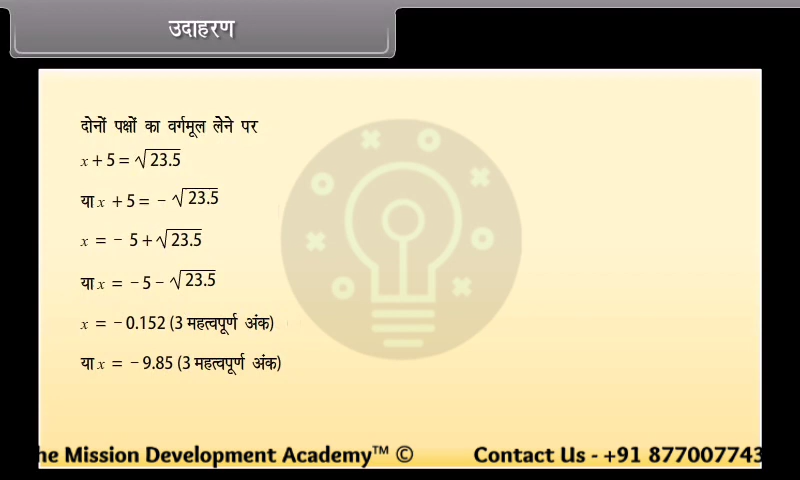 उदाहरण
दोनों पक्षों का वर्गमूल लेने पर
x + 5 = √23.5
या x + 5 = − √23.5
x = − 5 + √23.5
या x = − 5 − √23.5
x = − 0.152 (3 महत्वपूर्ण अंक)
या x = − 9.85 (3 महत्वपूर्ण अंक)
he Mission Development Academy™ © Contact Us - +91 877007743